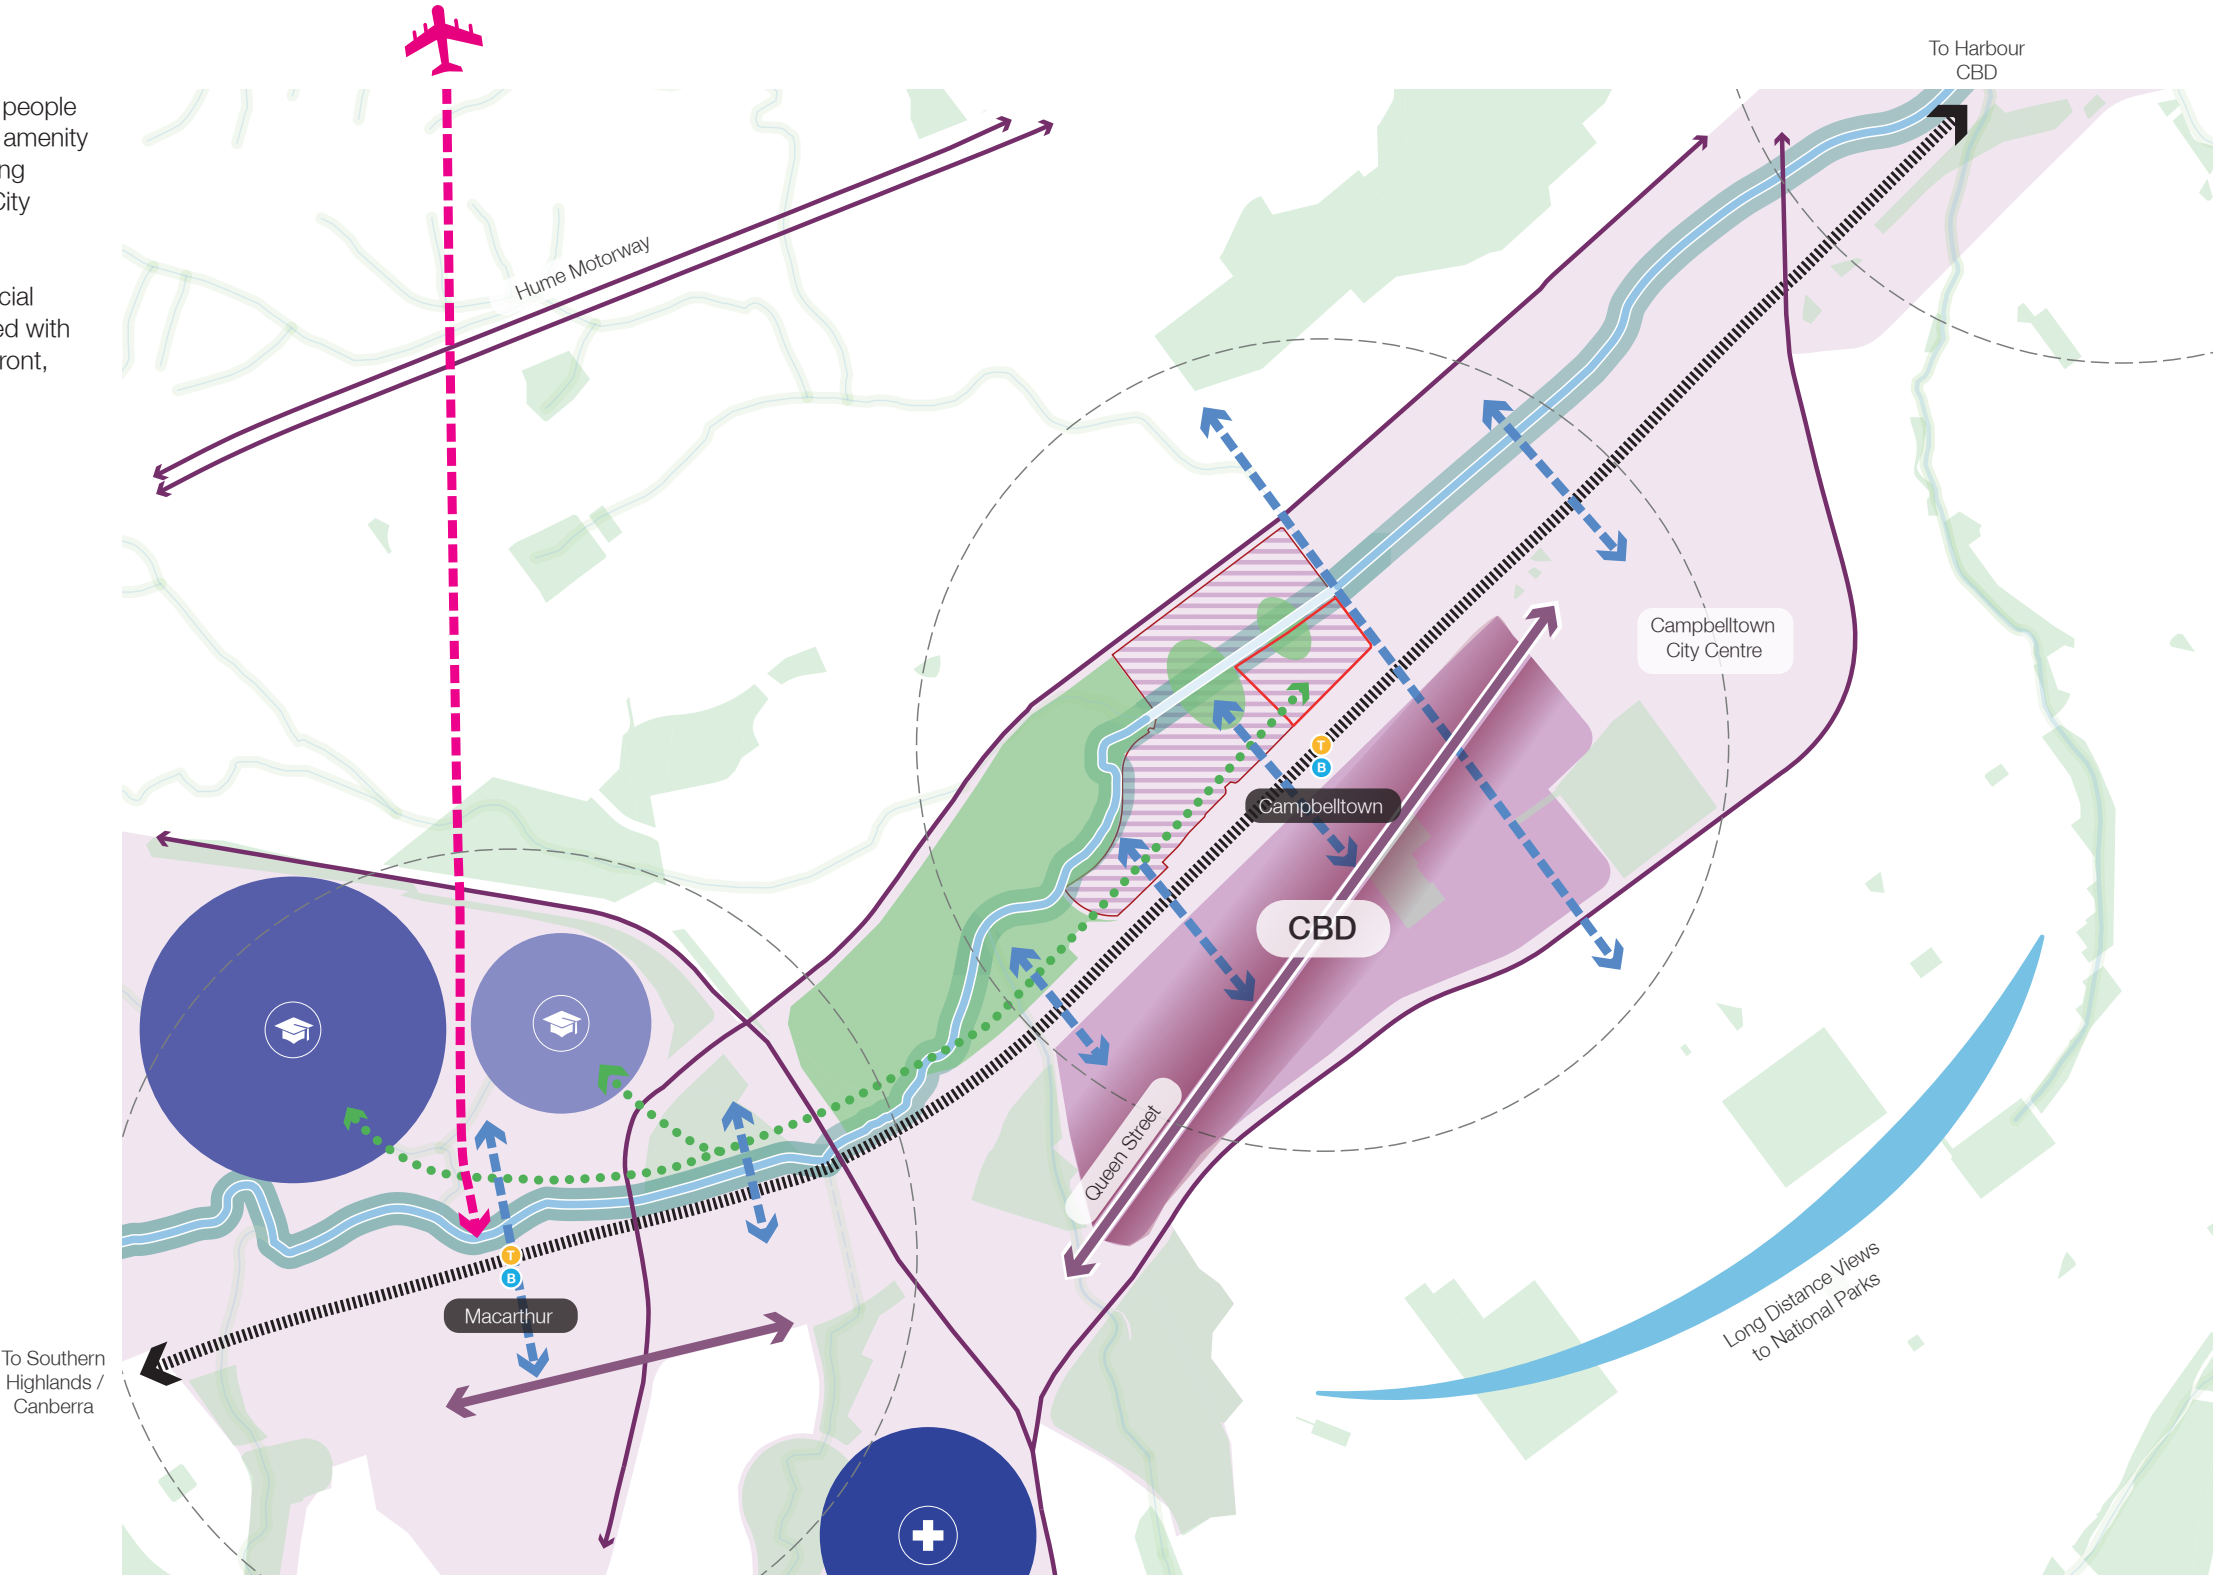 people
amenity
ng
City
cial
ed with
ront,
To Harbour
CBD
Hume Motorway
Campbelltown
City Centre
T
B
Campbelltown
CBD
Queen Street
T
B
Macarthur
To Southern
Highlands /
Canberra
Long Distance Views
to National Parks